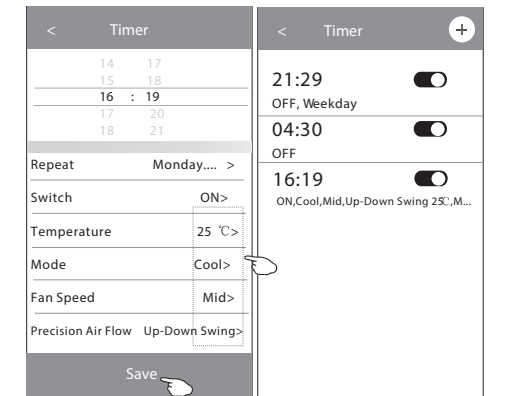 < Timer
14 17
15 18
16 : 19
17 20
18 21
Repeat Monday.... >
Switch ON>
Temperature 25 ℃>
Mode Cool>
Fan Speed Mid>
Precision Air Flow Up-Down Swing>
Save
< Timer +
21:29
OFF, Weekday
04:30
OFF
16:19
ON,Cool,Mid,Up-Down Swing 25℃,M...